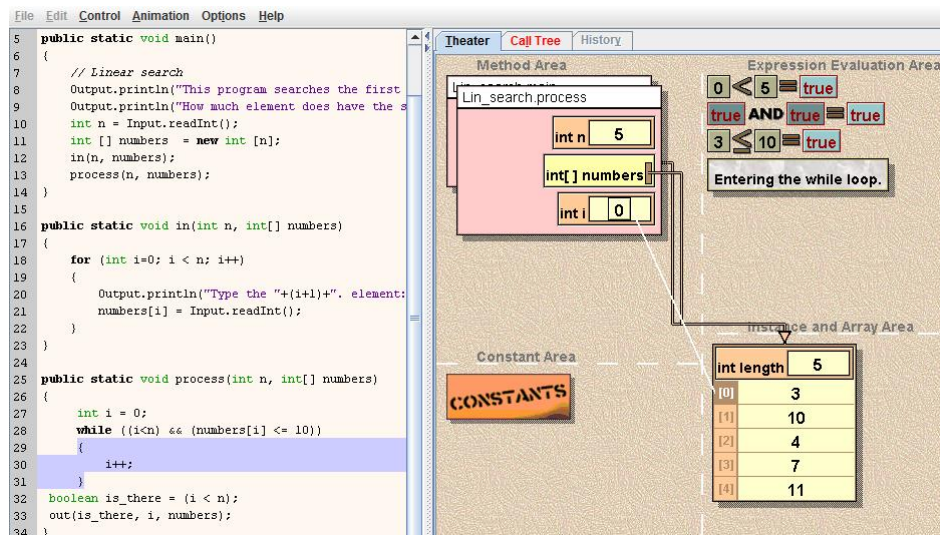 File Edit Control Animation Options Help
5 public static void main()
6 {
7 // Linear search
8 Output.println("This program searches the first
9 Output.println("How much element does have the s
10 int n = Input.readInt();
11 int [] numbers = new int [n];
12 in(n, numbers);
13 process(n, numbers);
14 }
15
16 public static void in(int n, int[] numbers)
17 {
18 for (int i=0; i < n; i++)
19 {
20 Output.println("Type the "+(i+1)+". element:
21 numbers[i] = Input.readInt();
22 }
23 }
24
25 public static void process(int n, int[] numbers)
26 {
27 int i = 0;
28 while ((i<n) && (numbers[i] <= 10))
29 {
30 i++;
31 }
32 boolean is_there = (i < n);
33 out(is_there, i, numbers);
34 }
Theater Call Tree History
Method Area
Lin_search.process
int n 5
int[ ] numbers
int i 0
Expression Evaluation Area
0 < 5 = true
true AND true = true
3 ≤ 10 = true
Entering the while loop.
Constant Area
CONSTANTS
Instance and Array Area
int length 5
[0] 3
[1] 10
[2] 4
[3] 7
[4] 11